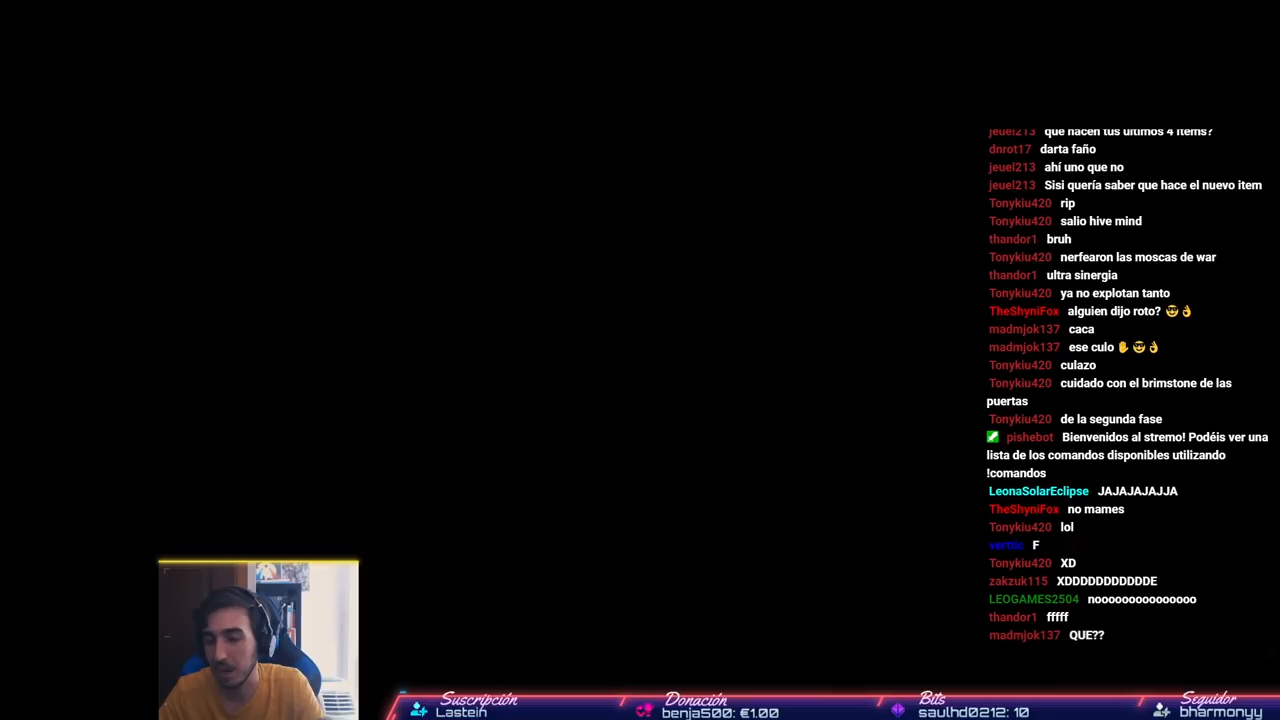 jeuel213 que hacen tus ultimos 4 items?
dnrot17 darta faño
jeuel213 ahí uno que no
jeuel213 Sisi quería saber que hace el nuevo item
Tonykiu420 rip
Tonykiu420 salio hive mind
thandor1 bruh
Tonykiu420 nerfearon las moscas de war
thandor1 ultra sinergia
Tonykiu420 ya no explotan tanto
TheShyniFox alguien dijo roto? 😎👌
madmjok137 caca
madmjok137 ese culo ✋😎👌
Tonykiu420 culazo
Tonykiu420 cuidado con el brimstone de las
puertas
Tonykiu420 de la segunda fase
pishebot Bienvenidos al stremo! Podéis ver una
lista de los comandos disponibles utilizando
!comandos
LeonaSolarEclipse JAJAJAJAJJA
TheShyniFox no mames
Tonykiu420 lol
verttic F
Tonykiu420 XD
zakzuk115 XDDDDDDDDDDDE
LEOGAMES2504 nooooooooooooooo
thandor1 fffff
madmjok137 QUE??
Suscripción
Lastein
Donación
benja500: €1.00
Bits
saulhd0212: 10
Seguidor
bharmonyy